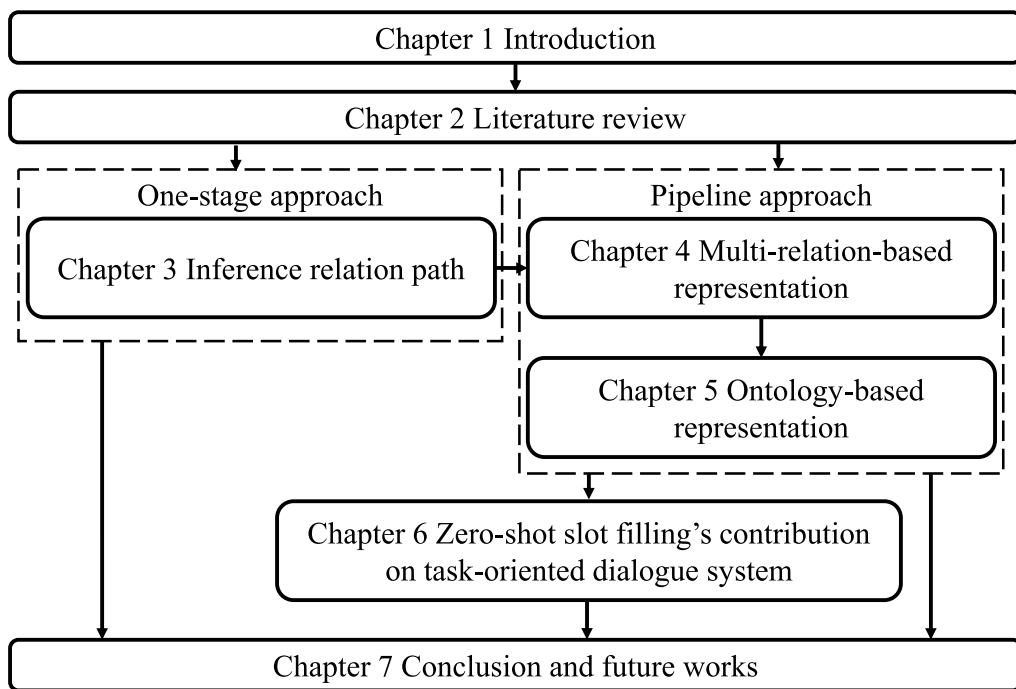 Chapter 1 Introduction
Chapter 2 Literature review
One-stage approach
Chapter 3 Inference relation path
Pipeline approach
Chapter 4 Multi-relation-based
representation
Chapter 5 Ontology-based
representation
Chapter 6 Zero-shot slot filling’s contribution
on task-oriented dialogue system
Chapter 7 Conclusion and future works